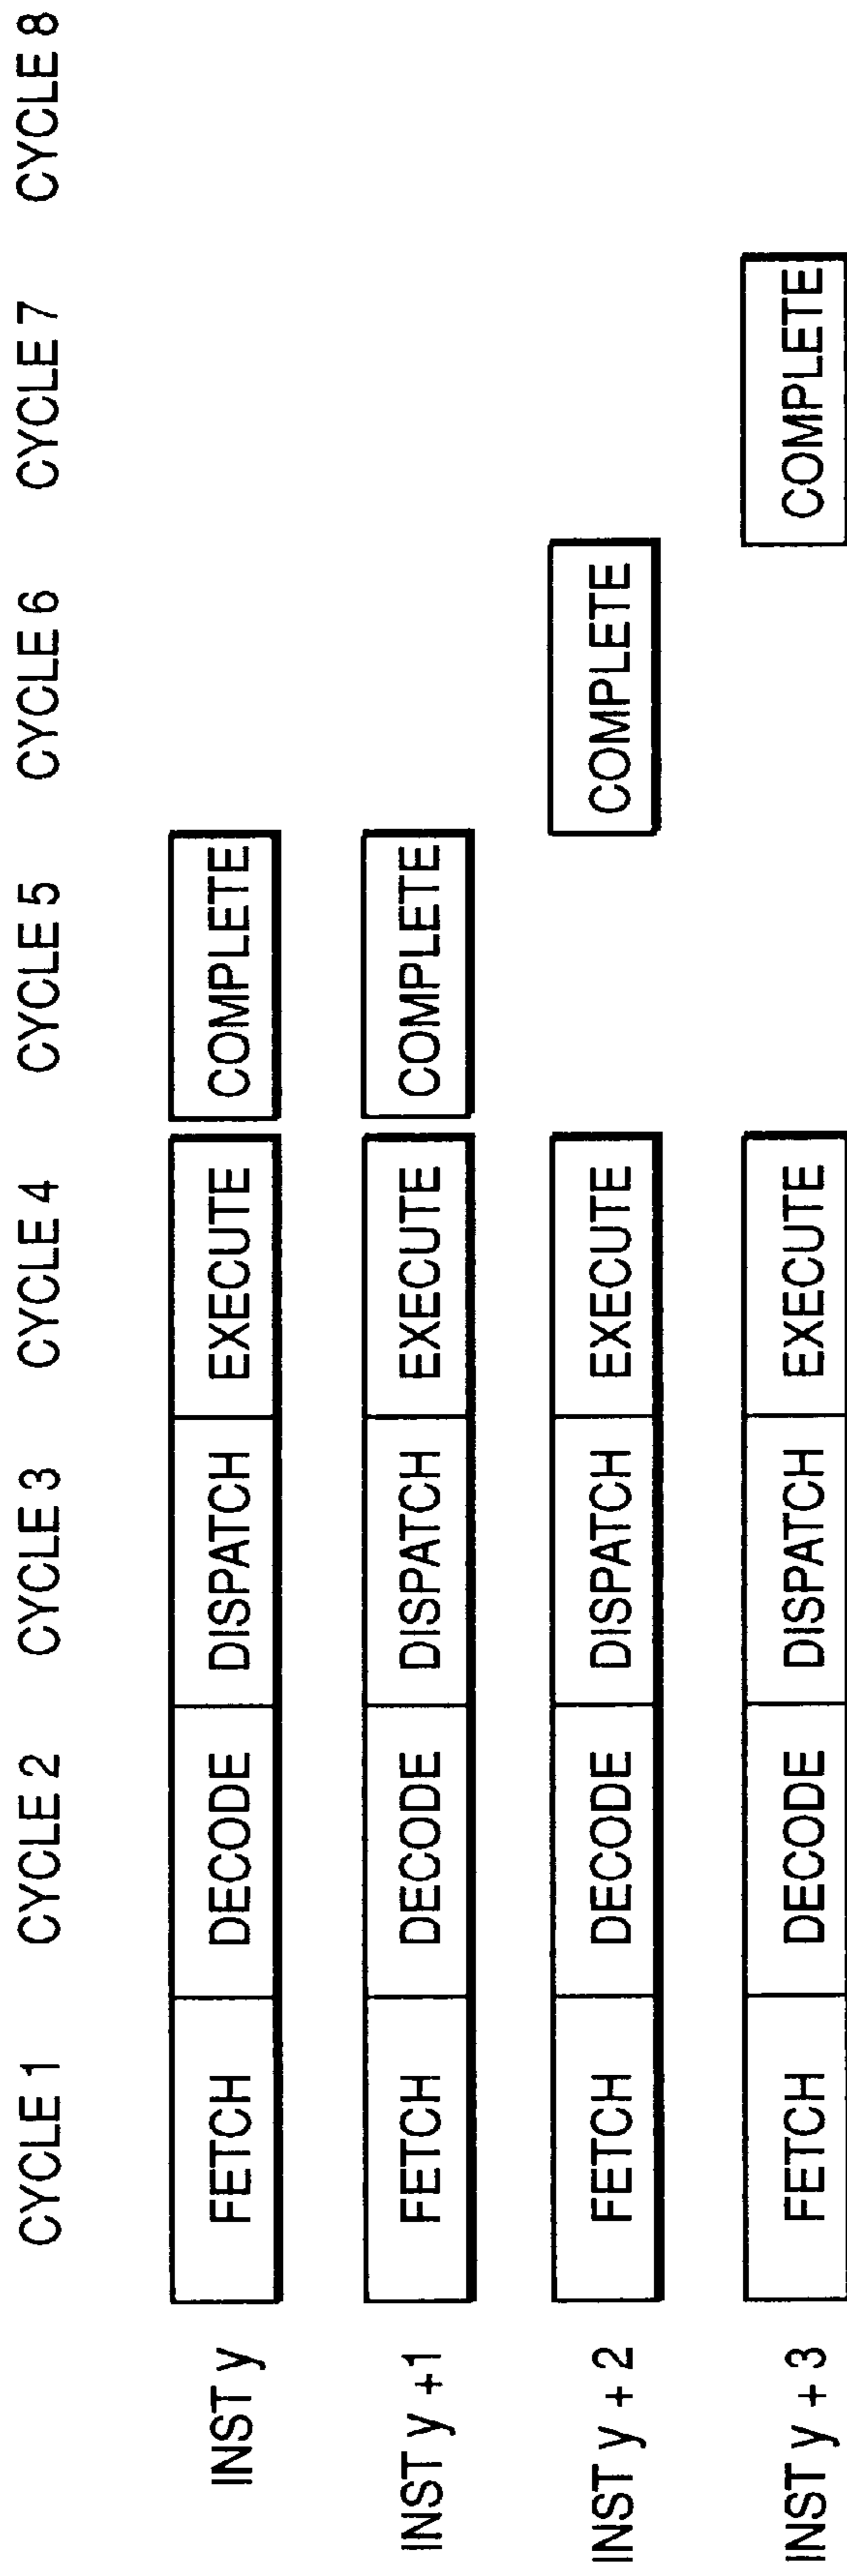 CYCLE 1 CYCLE 2 CYCLE 3 CYCLE 4 CYCLE 5 CYCLE 6 CYCLE 7 CYCLE 8
INST y FETCH DECODE DISPATCH EXECUTE COMPLETE
INST y +1 FETCH DECODE DISPATCH EXECUTE COMPLETE
INST y + 2 FETCH DECODE DISPATCH EXECUTE COMPLETE
INST y + 3 FETCH DECODE DISPATCH EXECUTE COMPLETE